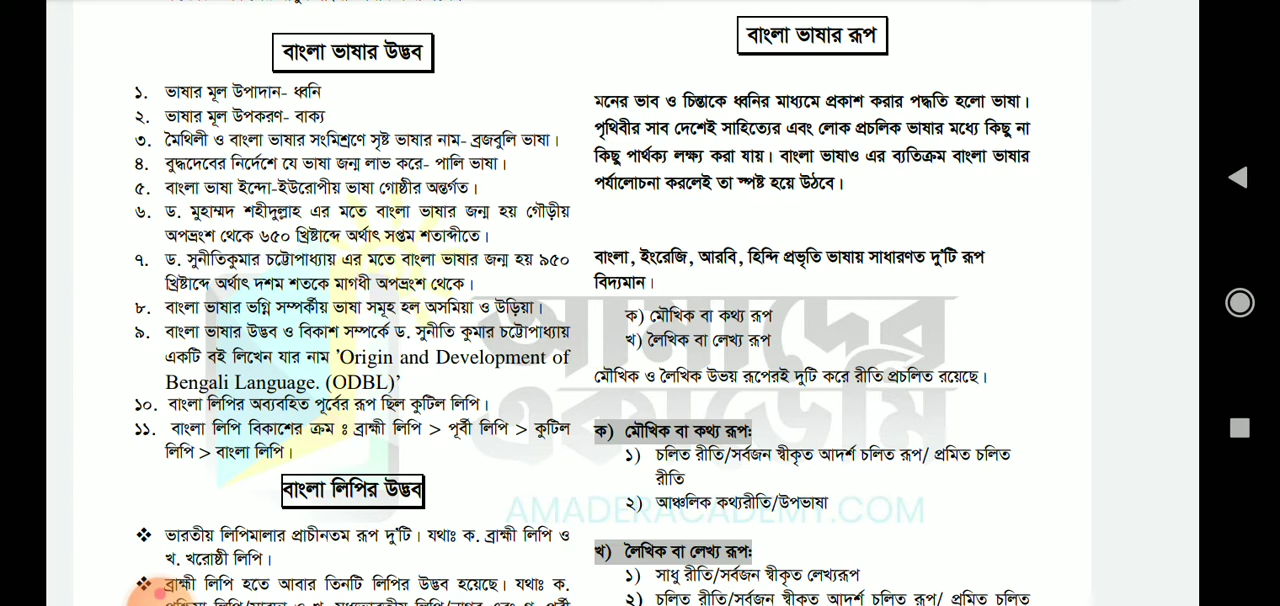 বাংলা ভাষার উদ্ভব
১. ভাষার মূল উপাদান- ধ্বনি
২. ভাষার মূল উপকরণ- বাক্য
৩. মৈথিলী ও বাংলা ভাষার সংমিশ্রণে সৃষ্ট ভাষার নাম- ব্রজবুলি ভাষা।
৪. বুদ্ধদেবের নির্দেশে যে ভাষা জন্ম লাভ করে- পালি ভাষা।
৫. বাংলা ভাষা ইন্দো-ইউরোপীয় ভাষা গোষ্ঠীর অন্তর্গত।
৬. ড. মুহাম্মদ শহীদুল্লাহ এর মতে বাংলা ভাষার জন্ম হয় গৌড়ীয়
অপভ্রংশ থেকে ৬৫০ খ্রিষ্টাব্দে অর্থাৎ সপ্তম শতাব্দীতে।
৭. ড. সুনীতিকুমার চট্টোপাধ্যায় এর মতে বাংলা ভাষার জন্ম হয় ৯৫০
খ্রিষ্টাব্দে অর্থাৎ দশম শতকে মাগধী অপভ্রংশ থেকে।
৮. বাংলা ভাষার ভগ্নি সম্পর্কীয় ভাষা সমূহ হল অসমিয়া ও উড়িয়া।
৯. বাংলা ভাষার উদ্ভব ও বিকাশ সম্পর্কে ড. সুনীতি কুমার চট্টোপাধ্যায়
একটি বই লিখেন যার নাম 'Origin and Development of
Bengali Language. (ODBL)'
১০. বাংলা লিপির অব্যবহিত পূর্বের রূপ ছিল কুটিল লিপি।
১১. বাংলা লিপি বিকাশের ক্রম ঃ ব্রাহ্মী লিপি > পূর্বী লিপি > কুটিল
লিপি > বাংলা লিপি।
বাংলা লিপির উদ্ভব
❖ ভারতীয় লিপিমালার প্রাচীনতম রূপ দু'টি। যথাঃ ক. ব্রাহ্মী লিপি ও
খ. খরোষ্ঠী লিপি।
❖ ব্রাহ্মী লিপি হতে আবার তিনটি লিপির উদ্ভব হয়েছে। যথাঃ ক.
বাংলা ভাষার রূপ
মনের ভাব ও চিন্তাকে ধ্বনির মাধ্যমে প্রকাশ করার পদ্ধতি হলো ভাষা।
পৃথিবীর সাব দেশেই সাহিত্যের এবং লোক প্রচলিক ভাষার মধ্যে কিছু না
কিছু পার্থক্য লক্ষ্য করা যায়। বাংলা ভাষাও এর ব্যতিক্রম বাংলা ভাষার
পর্যালোচনা করলেই তা স্পষ্ট হয়ে উঠবে।
বাংলা, ইংরেজি, আরবি, হিন্দি প্রভৃতি ভাষায় সাধারণত দু'টি রূপ
বিদ্যমান।
ক) মৌখিক বা কথ্য রূপ
খ) লৈখিক বা লেখ্য রূপ
মৌখিক ও লৈখিক উভয় রূপেরই দুটি করে রীতি প্রচলিত রয়েছে।
ক) মৌখিক বা কথ্য রূপ:
১) চলিত রীতি/সর্বজন স্বীকৃত আদর্শ চলিত রূপ/ প্রমিত চলিত
রীতি
২) আঞ্চলিক কথ্যরীতি/উপভাষা
খ) লৈখিক বা লেখ্য রূপ:
১) সাধু রীতি/সর্বজন স্বীকৃত লেখ্যরূপ
২) চলিত রীতি/সর্বজন স্বীকৃত আদর্শ চলিত রূপ/ প্রমিত চলিত
আমাদের
একাডেমি
AMADERACADEMY.COM